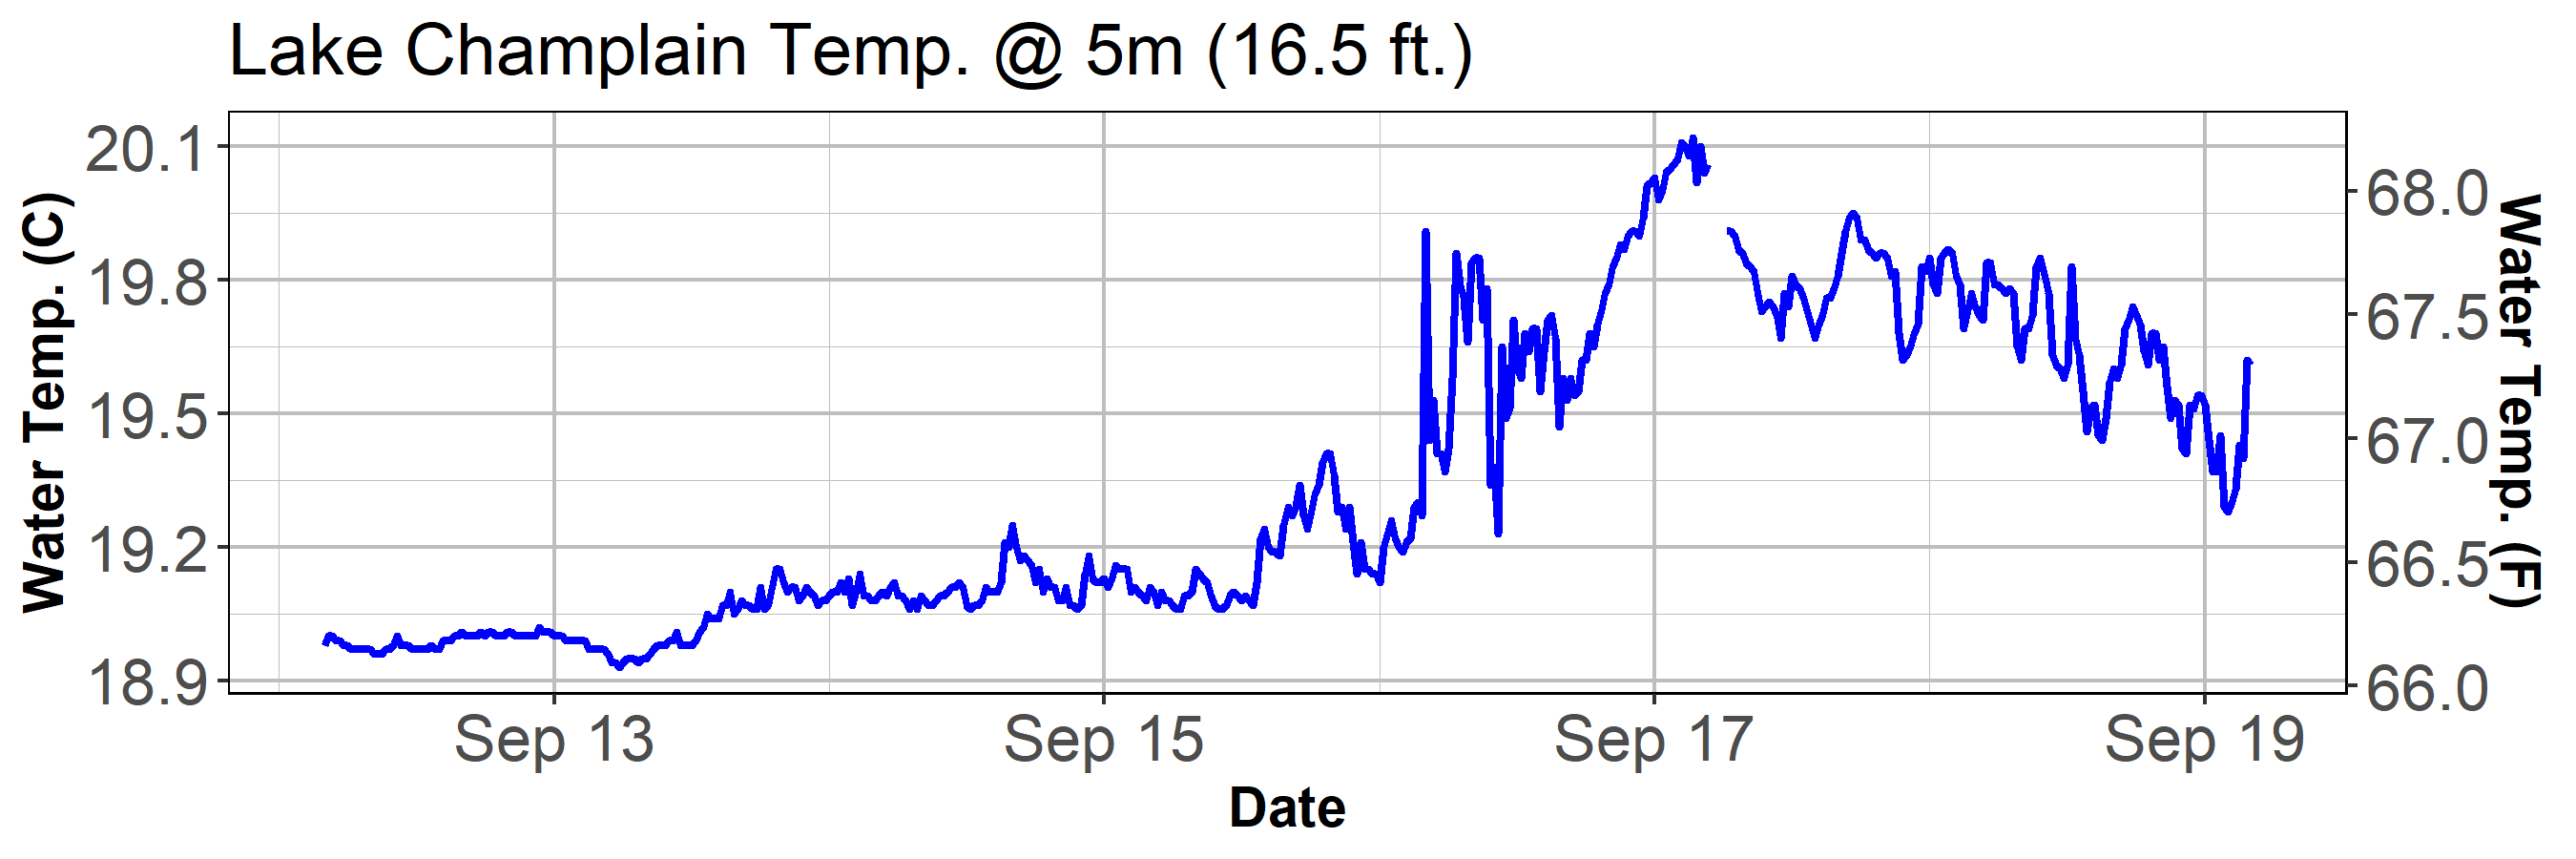 Lake Champlain Temp. @ 5m (16.5 ft.)
Water Temp. (C)
20.1
19.8
19.5
19.2
18.9
68.0
67.5
67.0
66.5
66.0
Water Temp. (F)
Sep 13 Sep 15 Sep 17 Sep 19
Date